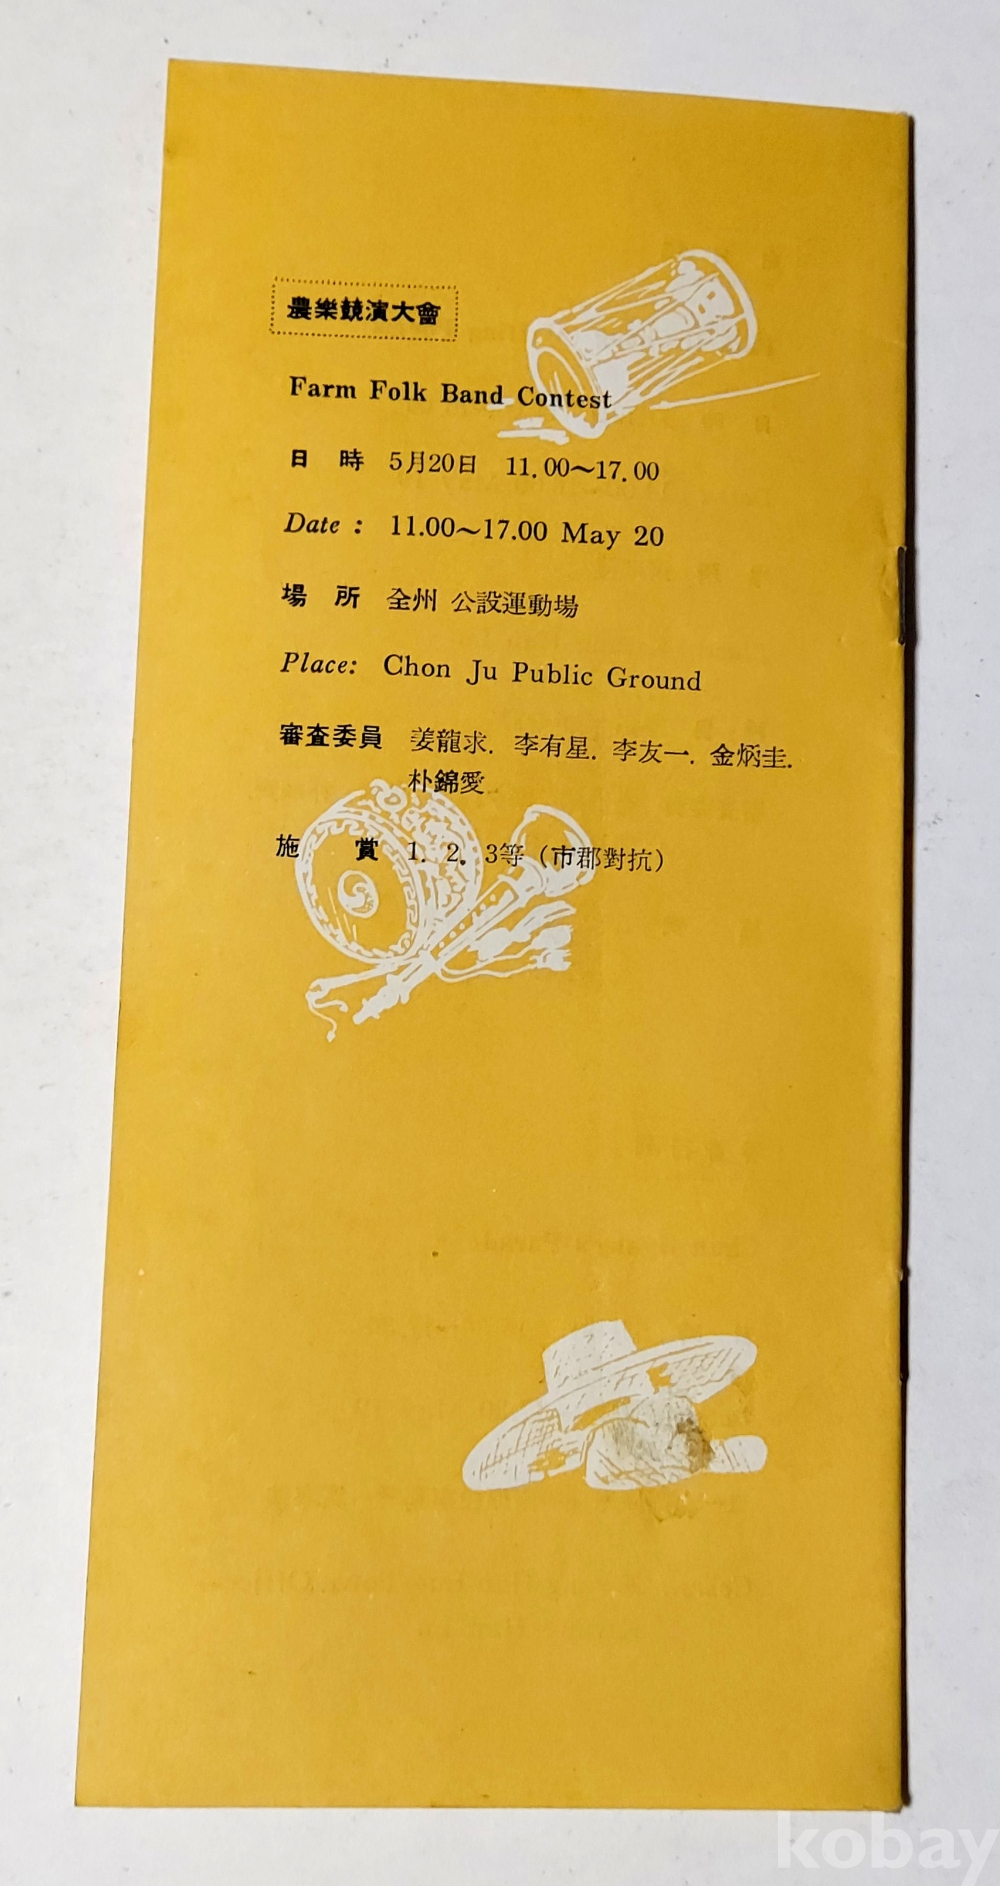 農樂競演大會
Farm Folk Band Contest
日 時 5月20日 11.00~17.00
Date : 11.00~17.00 May 20
場 所 全州 公設運動場
Place: Chon Ju Public Ground
審査委員 姜龍求. 李有星. 李友一. 金炳圭.
朴錦愛
施 賞 1. 2. 3等 (市郡對抗)
kobay